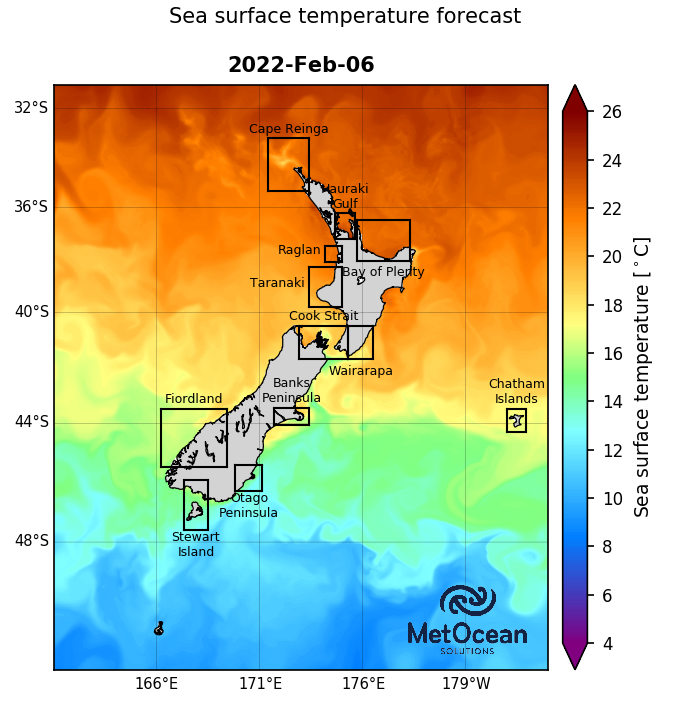 Sea surface temperature forecast
2022-Feb-06
32°S
36°S
40°S
44°S
48°S
Cape Reinga
Hauraki
Gulf
Raglan
Bay of Plenty
Taranaki
Cook Strait
Wairarapa
Banks
Peninsula
Fiordland
Chatham
Islands
Otago
Peninsula
Stewart
Island
MetOcean
SOLUTIONS
166°E
171°E
176°E
179°W
26
24
22
20
18
16
14
12
10
8
6
4
Sea surface temperature [°C]